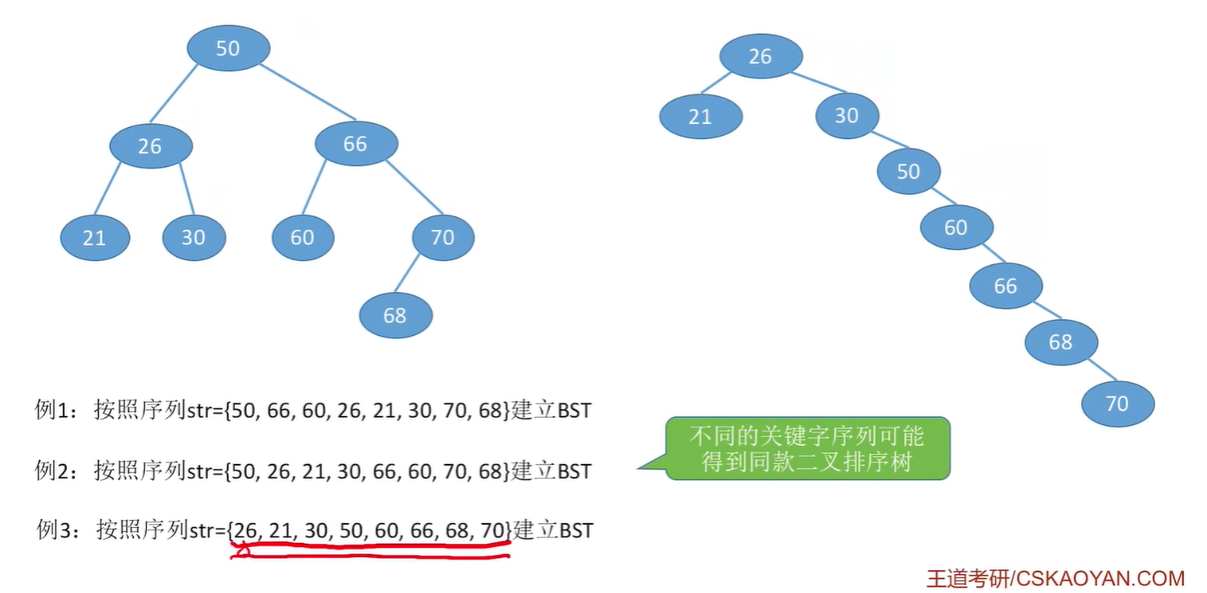 50
26
66
21
30
60
70
68
26
21
30
50
60
66
68
70
例1：按照序列str={50, 66, 60, 26, 21, 30, 70, 68}建立BST
例2：按照序列str={50, 26, 21, 30, 66, 60, 70, 68}建立BST
例3：按照序列str={26, 21, 30, 50, 60, 66, 68, 70}建立BST
不同的关键字序列可能
得到同款二叉排序树
王道考研/CSKAOYAN.COM